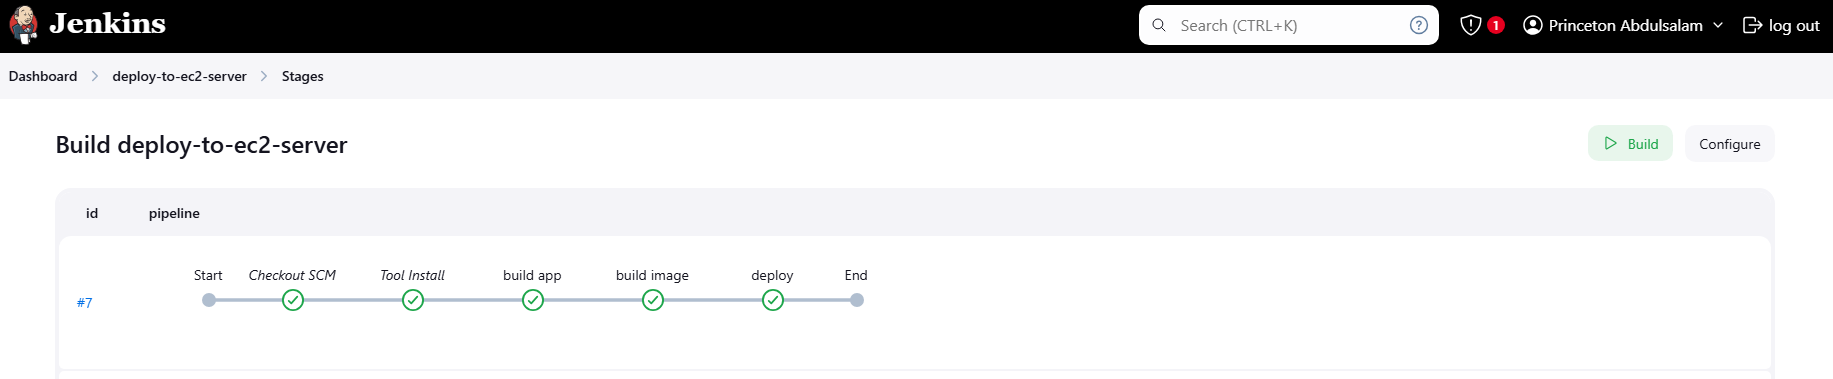 Jenkins
Search (CTRL+K)
1
Princeton Abdulsalam
log out
Dashboard
deploy-to-ec2-server
Stages
Build deploy-to-ec2-server
Build
Configure
id
pipeline
Start
Checkout SCM
Tool Install
build app
build image
deploy
End
#7